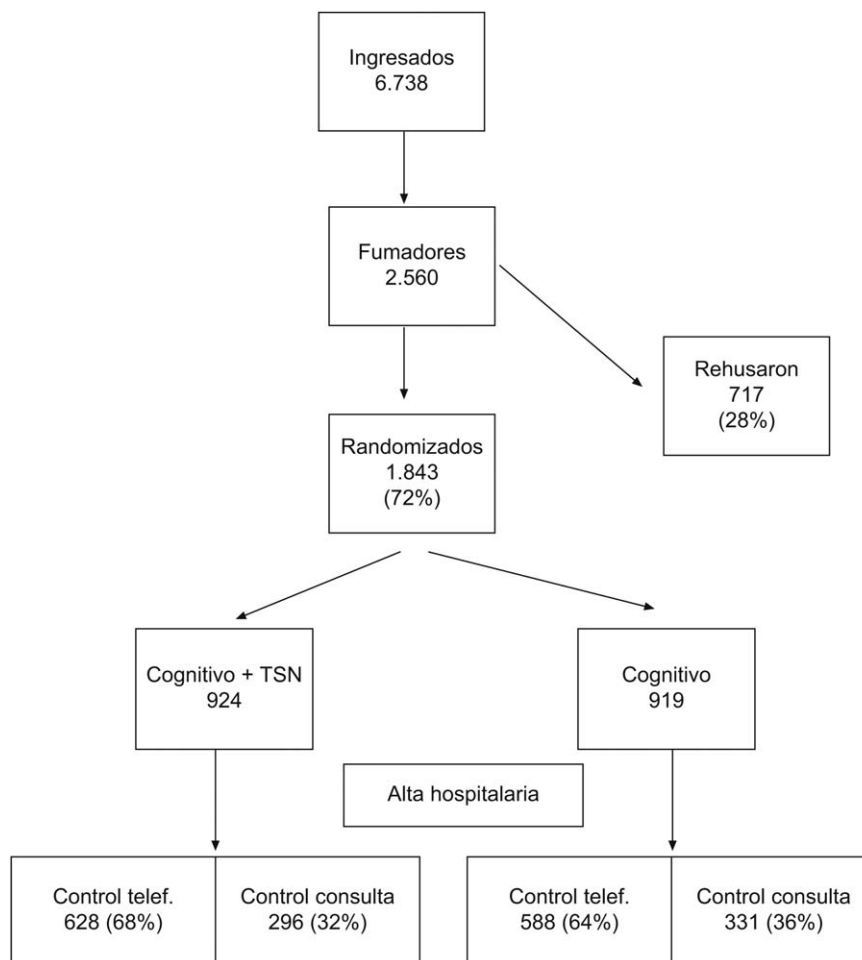 Ingresados
6.738
Fumadores
2.560
Rehusaron
717
(28%)
Randomizados
1.843
(72%)
Cognitivo + TSN
924
Cognitivo
919
Alta hospitalaria
Control telef.
628 (68%)
Control consulta
296 (32%)
Control telef.
588 (64%)
Control consulta
331 (36%)